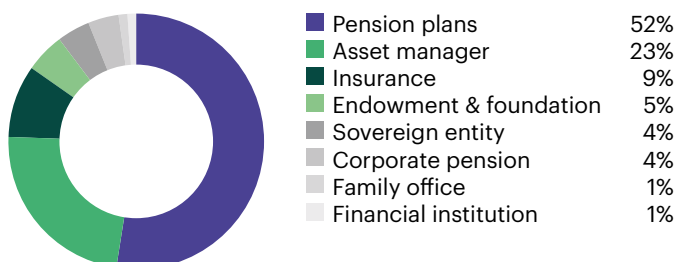 Pension plans 52%
Asset manager 23%
Insurance 9%
Endowment & foundation 5%
Sovereign entity 4%
Corporate pension 4%
Family office 1%
Financial institution 1%